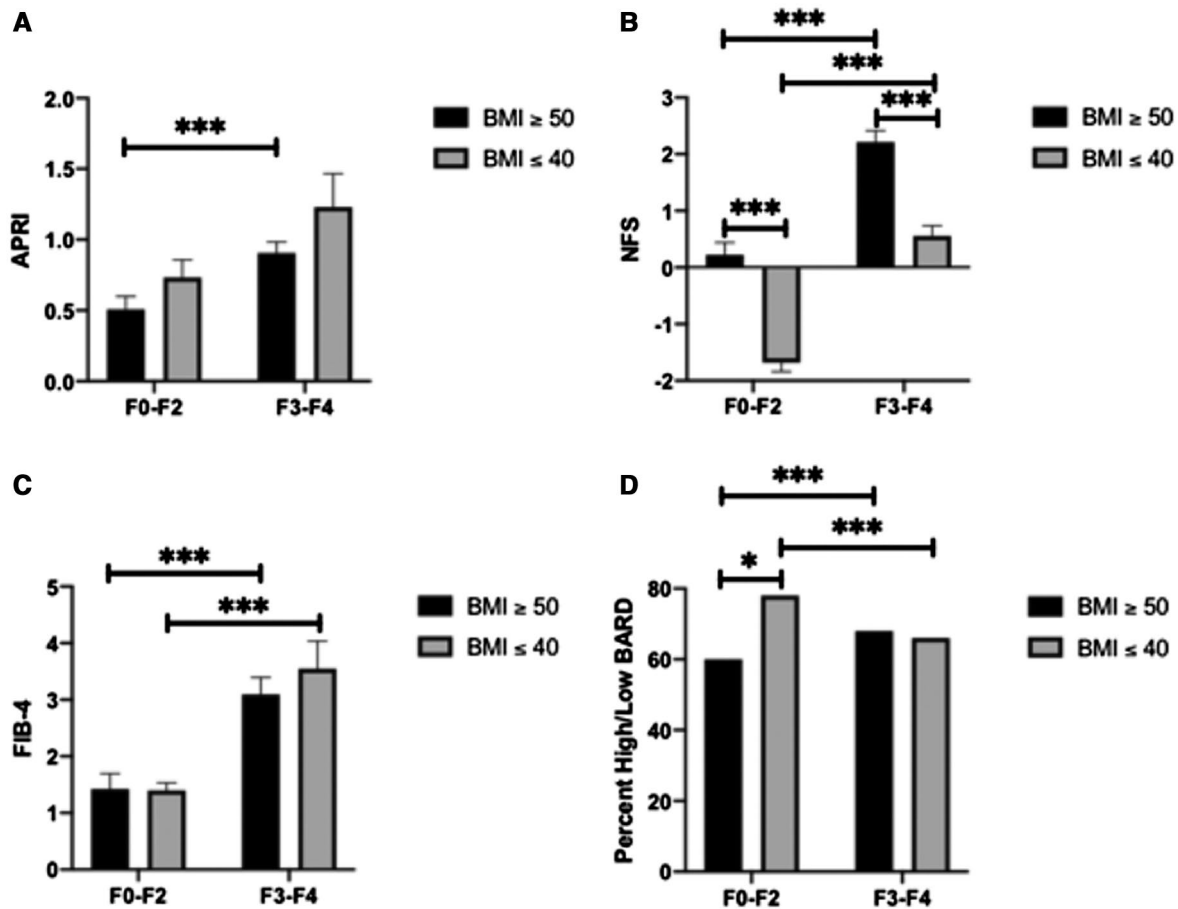 A
***
2.0
1.5
1.0
0.5
0.0
APRI
F0-F2
F3-F4
BMI ≥ 50
BMI ≤ 40
B
***
***
***
***
3
2
1
0
-1
-2
NFS
F0-F2
F3-F4
BMI ≥ 50
BMI ≤ 40
C
***
***
5
4
3
2
1
0
FIB-4
F0-F2
F3-F4
BMI ≥ 50
BMI ≤ 40
D
***
***
*
80
60
40
20
0
Percent High/Low BARD
F0-F2
F3-F4
BMI ≥ 50
BMI ≤ 40